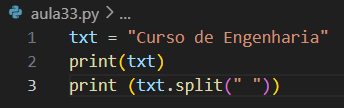 aula33.py > ...
1 txt = "Curso de Engenharia"
2 print(txt)
3 print (txt.split(" "))